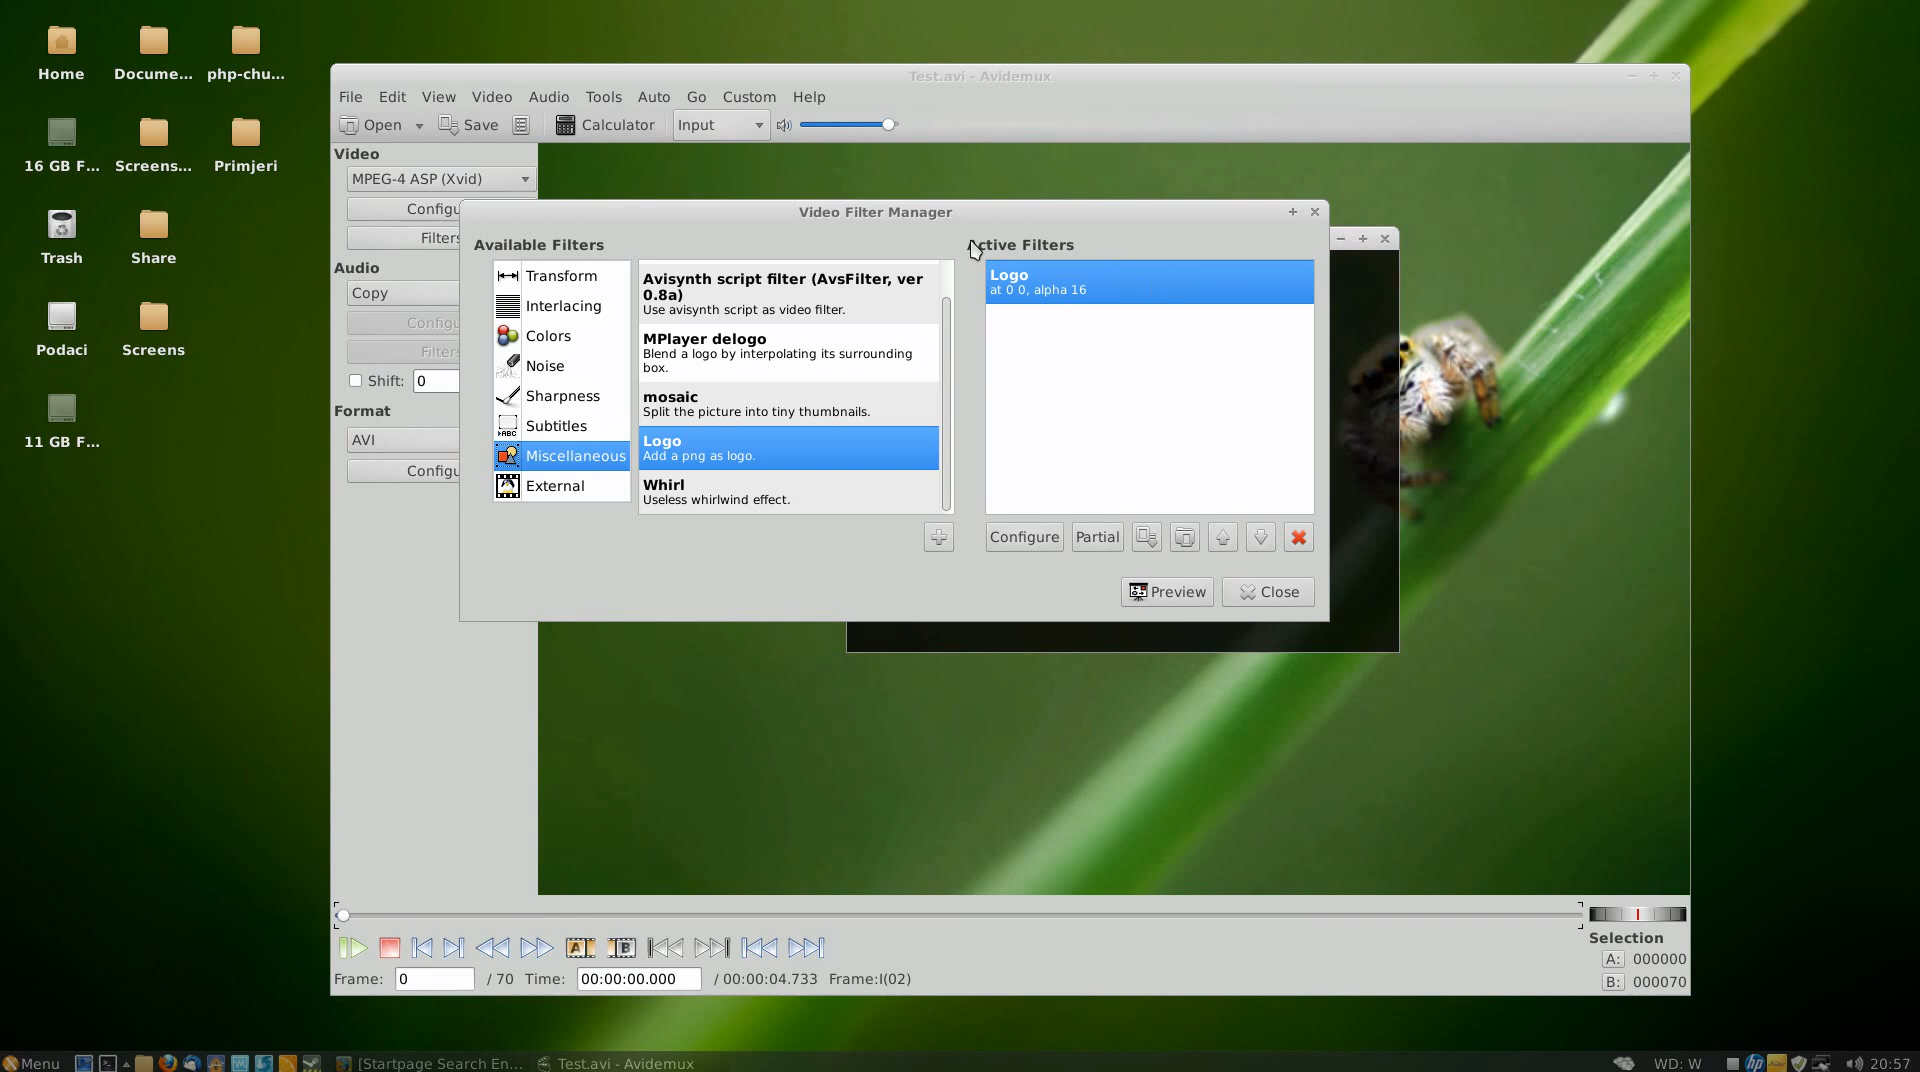 Home
Docume...
php-chu...
16 GB F...
Screens...
Primjeri
Trash
Share
Podaci
Screens
11 GB F...
Test.avi - Avidemux
File Edit View Video Audio Tools Auto Go Custom Help
Open Save Calculator Input
Video
MPEG-4 ASP (Xvid)
Configu
Filters
Audio
Copy
Configu
Filters
Shift: 0
Format
AVI
Configu
Video Filter Manager
Available Filters
Transform
Interlacing
Colors
Noise
Sharpness
Subtitles
Miscellaneous
External
Avisynth script filter (AvsFilter, ver
0.8a)
Use avisynth script as video filter.
MPlayer delogo
Blend a logo by interpolating its surrounding
box.
mosaic
Split the picture into tiny thumbnails.
Logo
Add a png as logo.
Whirl
Useless whirlwind effect.
ctive Filters
Logo
at 0 0, alpha 16
Configure Partial
Preview Close
A B
Frame: 0 / 70 Time: 00:00:00.000 / 00:00:04.733 Frame:I(02)
Selection
A: 000000
B: 000070
Menu [Startpage Search En... Test.avi - Avidemux WD: W hp 20:57